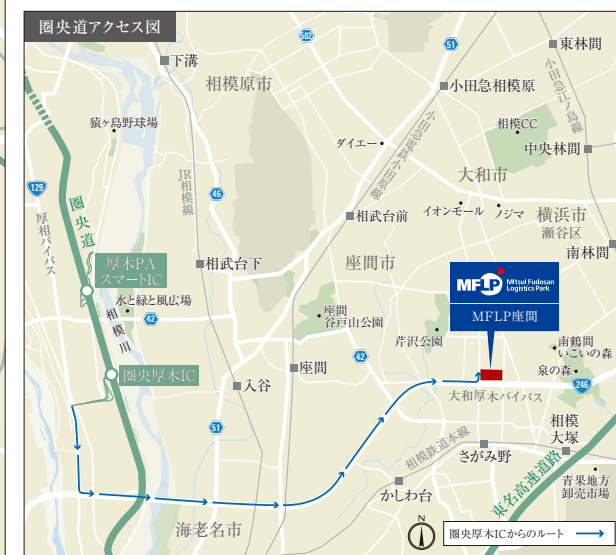 圏央道アクセス図
502
51
東林間
下溝
小田急江ノ島線
相模原市
小田急相模原
猿ヶ島野球場
相模CC
ダイエー
小田急電鉄小田原線
中央林間
JR相模線
大和市
129
46
圏央道
厚相バイパス
イオンモール
ノジマ
横浜市
瀬谷区
相武台前
南林間
厚木PA
スマートIC
相武台下
座間市
MFLP
Mitsui Fudosan
Logistics Park
MFLP座間
水と緑と風広場
相模川
42
座間
谷戸山公園
芹沢公園
南鶴間
いこいの森
42
泉の森
圏央厚木IC
座間
入谷
246
大和厚木バイパス
51
相模鉄道本線
相模
大塚
さがみ野
東名高速道路
かしわ台
青果地方
卸売市場
海老名市
N
圏央厚木ICからのルート